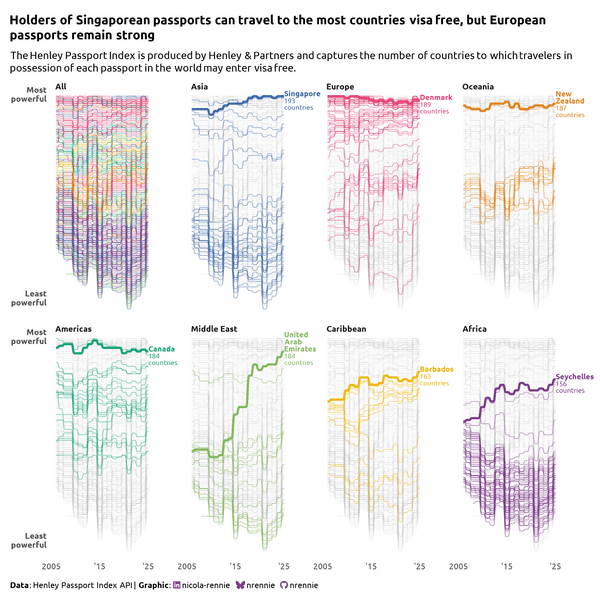 Holders of Singaporean passports can travel to the most countries visa free, but European
passports remain strong
The Henley Passport Index is produced by Henley & Partners and captures the number of countries to which travelers in
possession of each passport in the world may enter visa free.
Most
powerful
Least
powerful
All
Asia
Singapore
193
countries
Europe
Denmark
189
countries
Oceania
New
Zealand
187
countries
Most
powerful
Least
powerful
Americas
Canada
184
countries
Middle East
United
Arab
Emirates
184
countries
Caribbean
Barbados
163
countries
Africa
Seychelles
156
countries
2005 '15 '25
2005 '15 '25
2005 '15 '25
2005 '15 '25
Data: Henley Passport Index API| Graphic: nicola-rennie nrennie nrennie